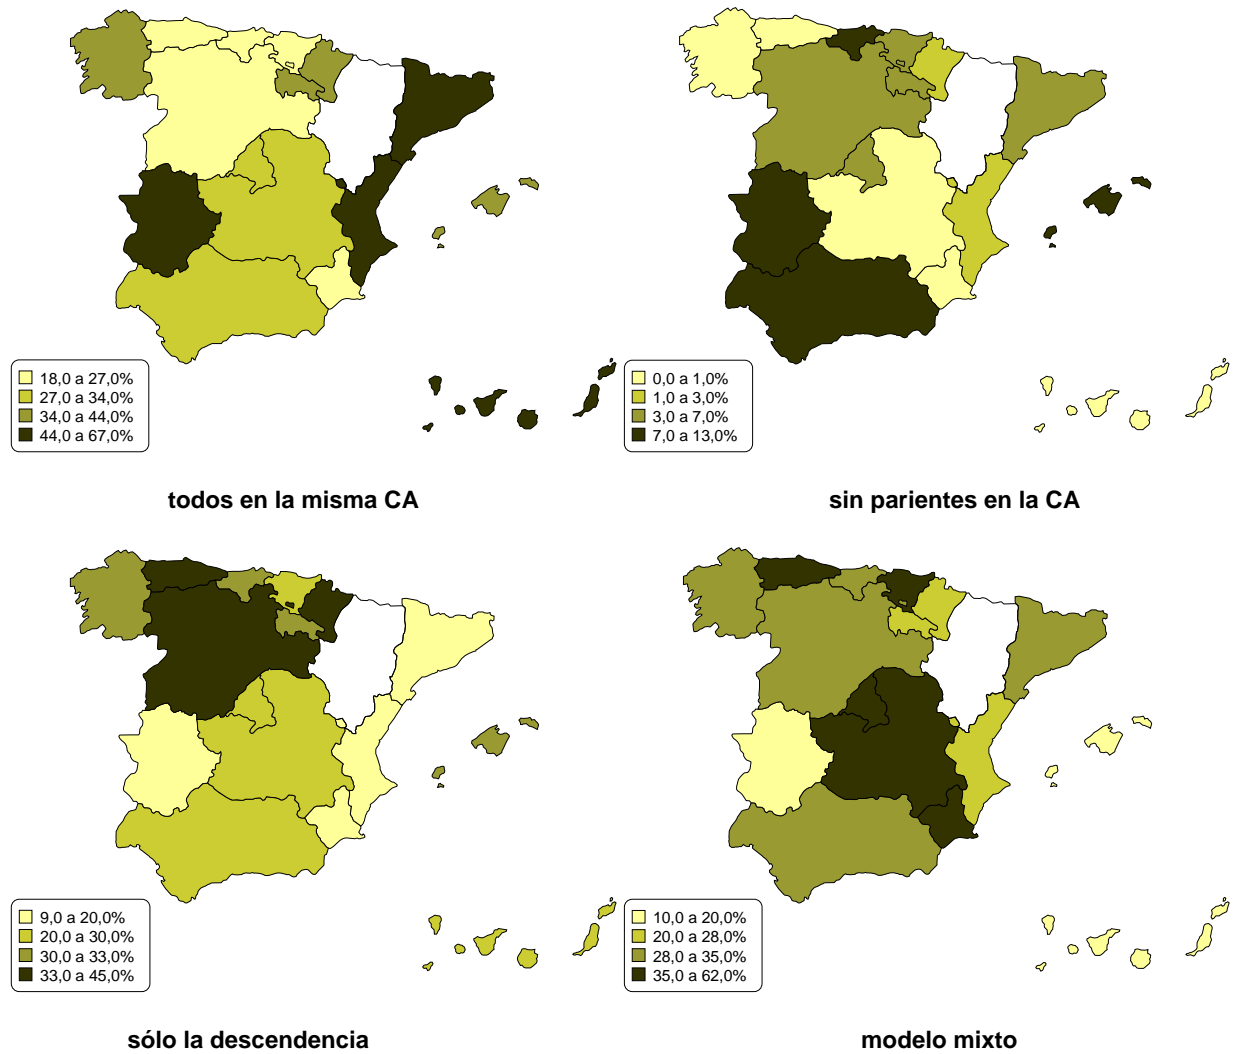 18,0 a 27,0%
27,0 a 34,0%
34,0 a 44,0%
44,0 a 67,0%
todos en la misma CA
0,0 a 1,0%
1,0 a 3,0%
3,0 a 7,0%
7,0 a 13,0%
sin parientes en la CA
9,0 a 20,0%
20,0 a 30,0%
30,0 a 33,0%
33,0 a 45,0%
sólo la descendencia
10,0 a 20,0%
20,0 a 28,0%
28,0 a 35,0%
35,0 a 62,0%
modelo mixto